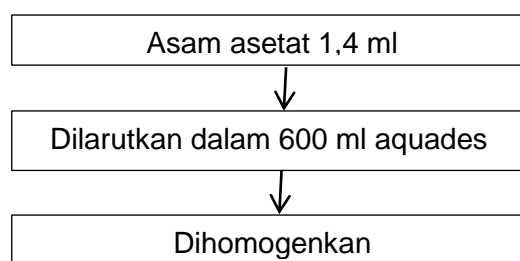 Asam asetat 1,4 ml
Dilarutkan dalam 600 ml aquades
Dihomogenkan